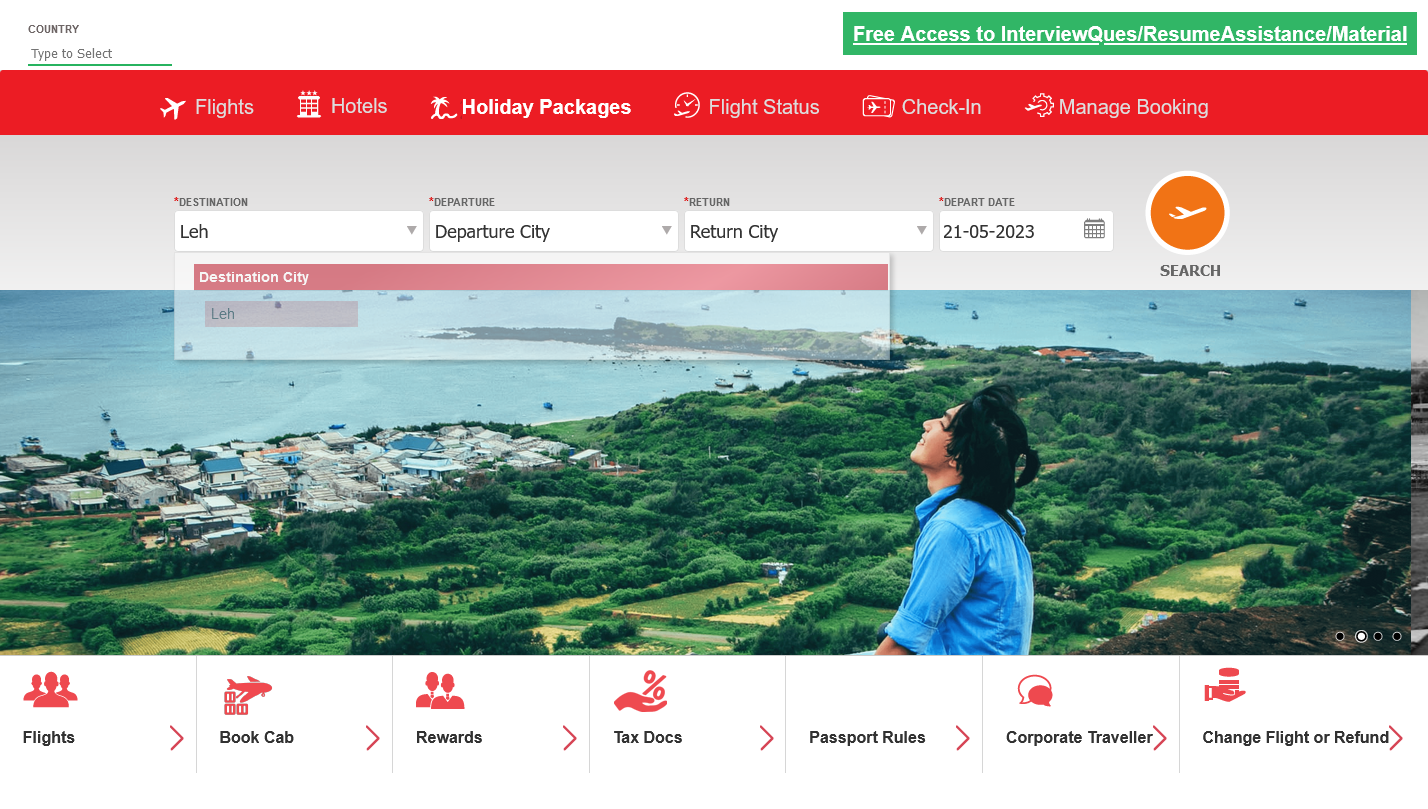 COUNTRY
Type to Select
Free Access to InterviewQues/ResumeAssistance/Material
Flights
Hotels
Holiday Packages
Flight Status
Check-In
Manage Booking
*DESTINATION
*DEPARTURE
*RETURN
*DEPART DATE
Leh
Departure City
Return City
21-05-2023
SEARCH
Destination City
Leh
Flights
Book Cab
Rewards
Tax Docs
Passport Rules
Corporate Traveller
Change Flight or Refund